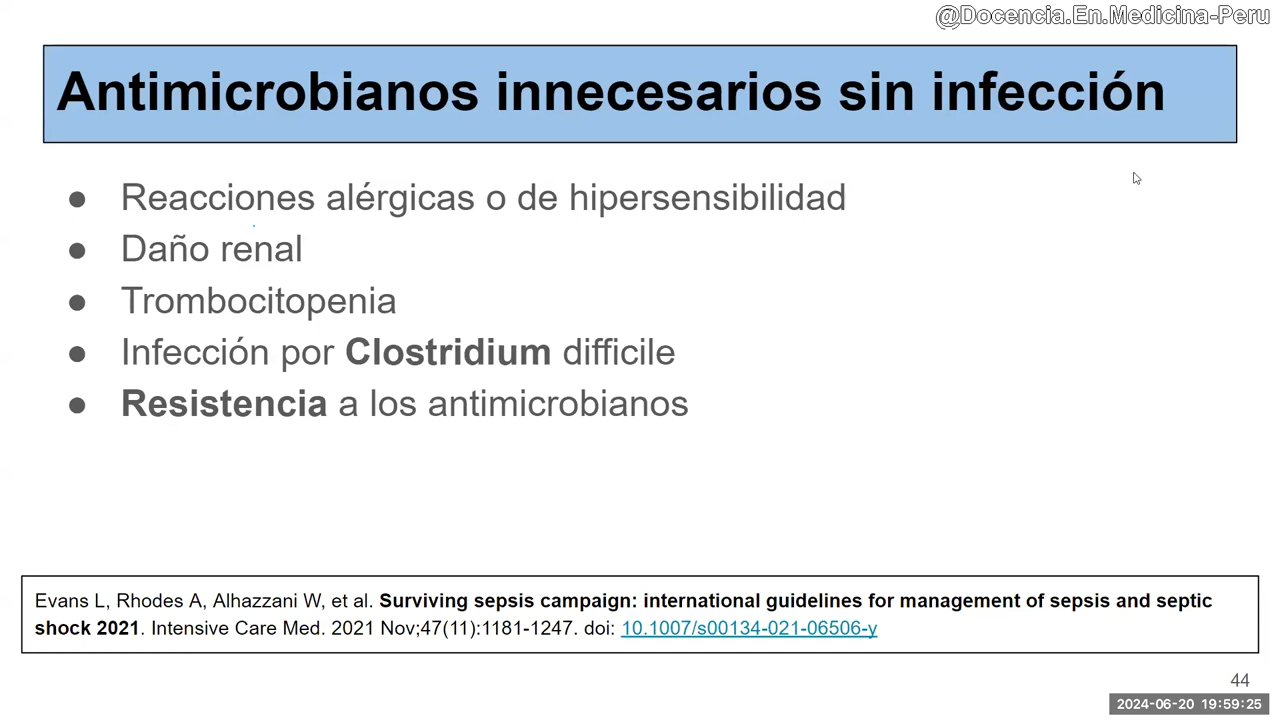 @Docencia.En.Medicina-Peru
Antimicrobianos innecesarios sin infección
● Reacciones alérgicas o de hipersensibilidad
● Daño renal
● Trombocitopenia
● Infección por Clostridium difficile
● Resistencia a los antimicrobianos
Evans L, Rhodes A, Alhazzani W, et al. Surviving sepsis campaign: international guidelines for management of sepsis and septic
shock 2021. Intensive Care Med. 2021 Nov;47(11):1181-1247. doi: 10.1007/s00134-021-06506-y
44
2024-06-20 19:59:25